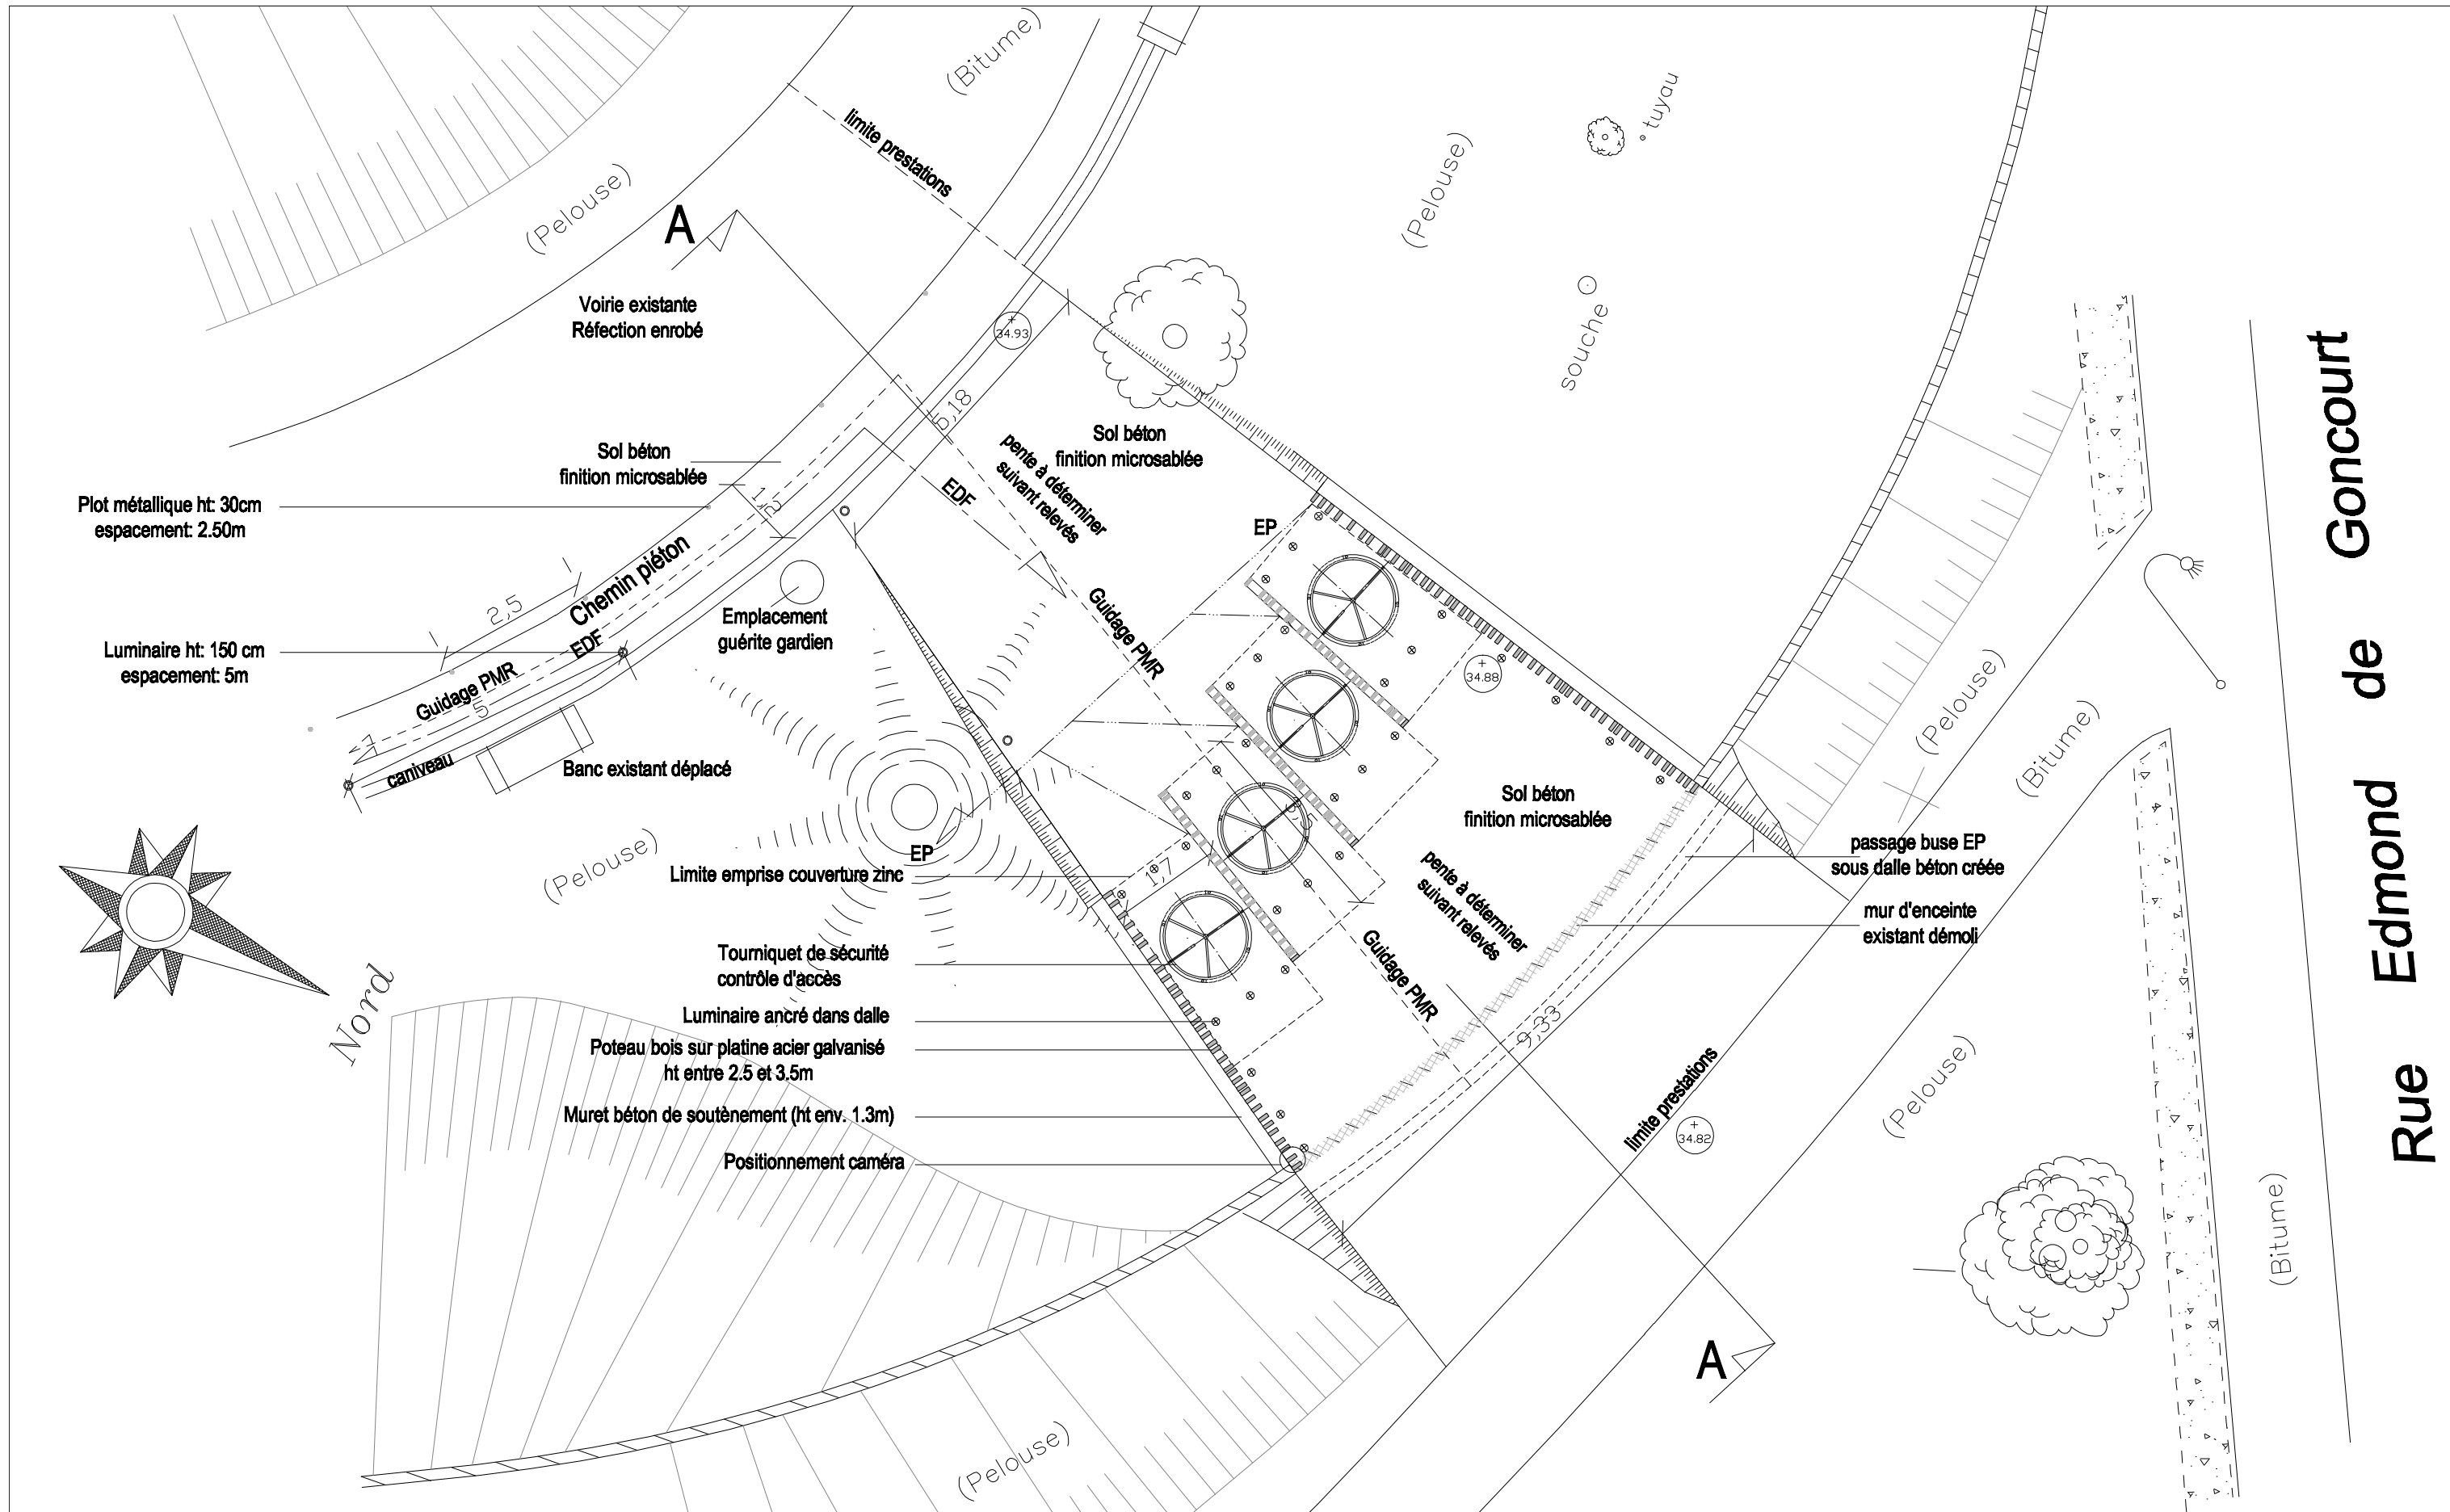 (Bitume)
limite prestations
(Pelouse)
A
Voirie existante
Réfection enrobé
34.93
(Pelouse)
tuyau
souche
5,18
Sol béton
finition microsablée
pente à déterminer
suivant relevés
Sol béton
finition microsablée
1,2
EDF
EP
Plot métallique ht: 30cm
espacement: 2.50m
2,5
Chemin piéton
EDF
Guidage PMR
5
caniveau
Luminaire ht: 150 cm
espacement: 5m
Emplacement
guérite gardien
Guidage PMR
34.88
Banc existant déplacé
(Pelouse)
EP
Limite emprise couverture zinc
1,7
Sol béton
finition microsablée
pente à déterminer
suivant relevés
Guidage PMR
passage buse EP
sous dalle béton créée
mur d'enceinte
existant démoli
Tourniquet de sécurité
contrôle d'accès
Luminaire ancré dans dalle
Poteau bois sur platine acier galvanisé
ht entre 2.5 et 3.5m
Muret béton de soutènement (ht env. 1.3m)
Positionnement caméra
Nord
9,33
limite prestations
34.82
A
(Pelouse)
(Pelouse)
(Bitume)
(Pelouse)
(Bitume)
Rue Edmond de Goncourt